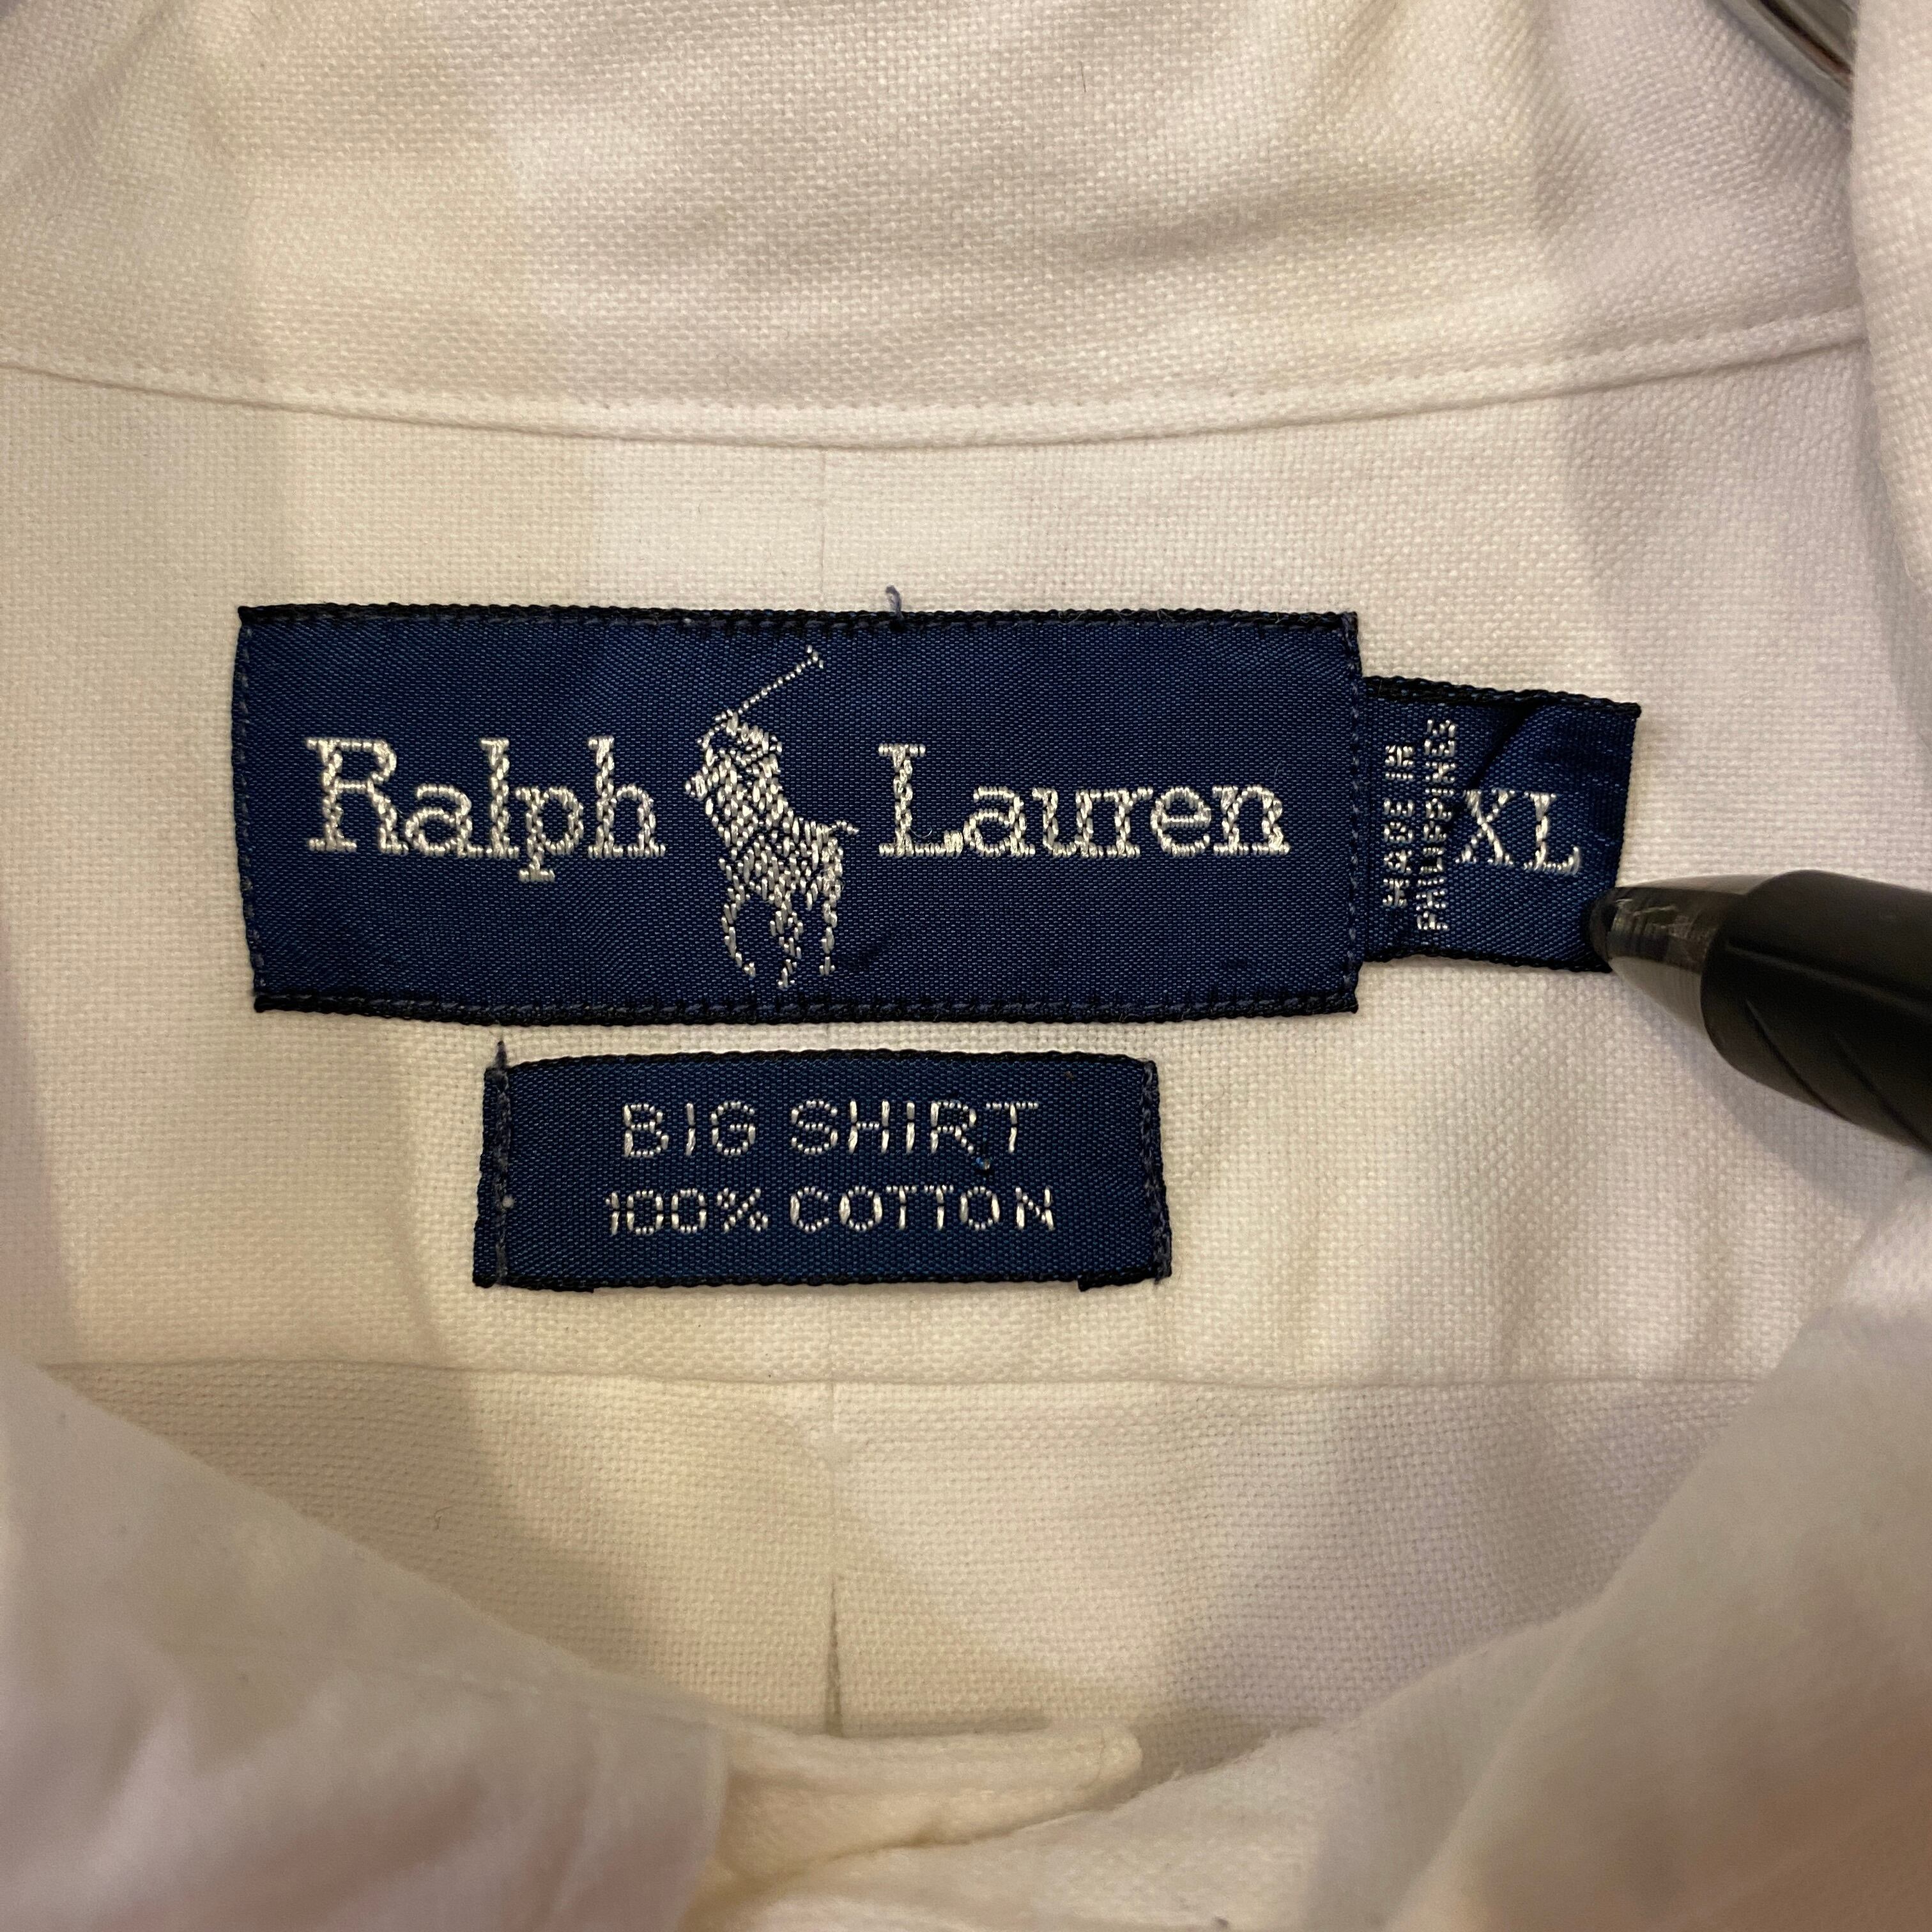 Ralph Lauren
MADE IN
PHILIPPINES
XL
BIG SHIRT
100% COTTON